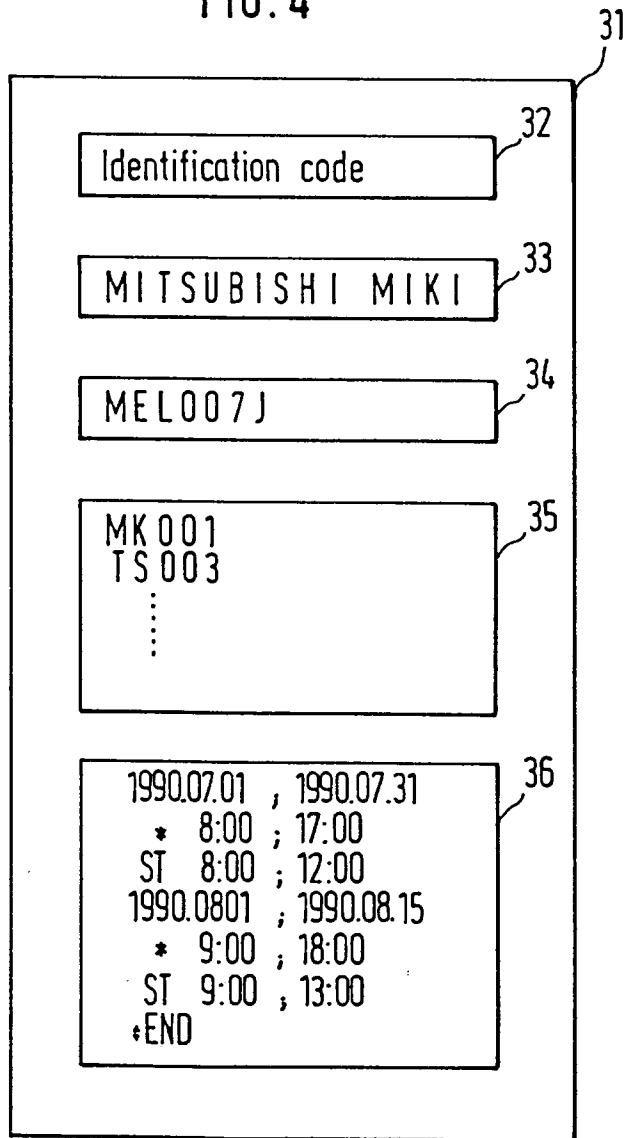 FIG. 4
31
32
Identification code
33
MITSUBISHI MIKI
34
MEL007J
35
MK001
TS003
36
1990.07.01 ; 1990.07.31
* 8:00 ; 17:00
ST 8:00 ; 12:00
1990.0801 ; 1990.08.15
* 9:00 ; 18:00
ST 9:00 ; 13:00
*END